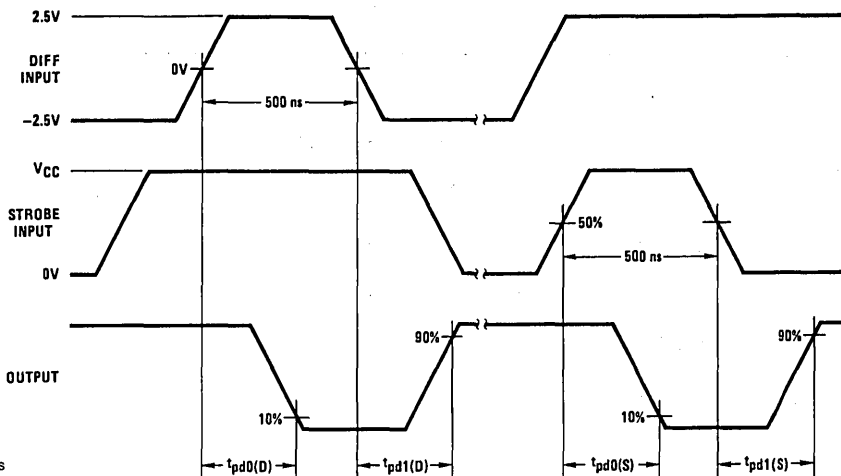 2.5V
DIFF
INPUT
0V
500 ns
−2.5V
VCC
STROBE
INPUT
50%
0V
500 ns
OUTPUT
90%
90%
10%
10%
s
tpd0(D)
tpd1(D)
tpd0(S)
tpd1(S)